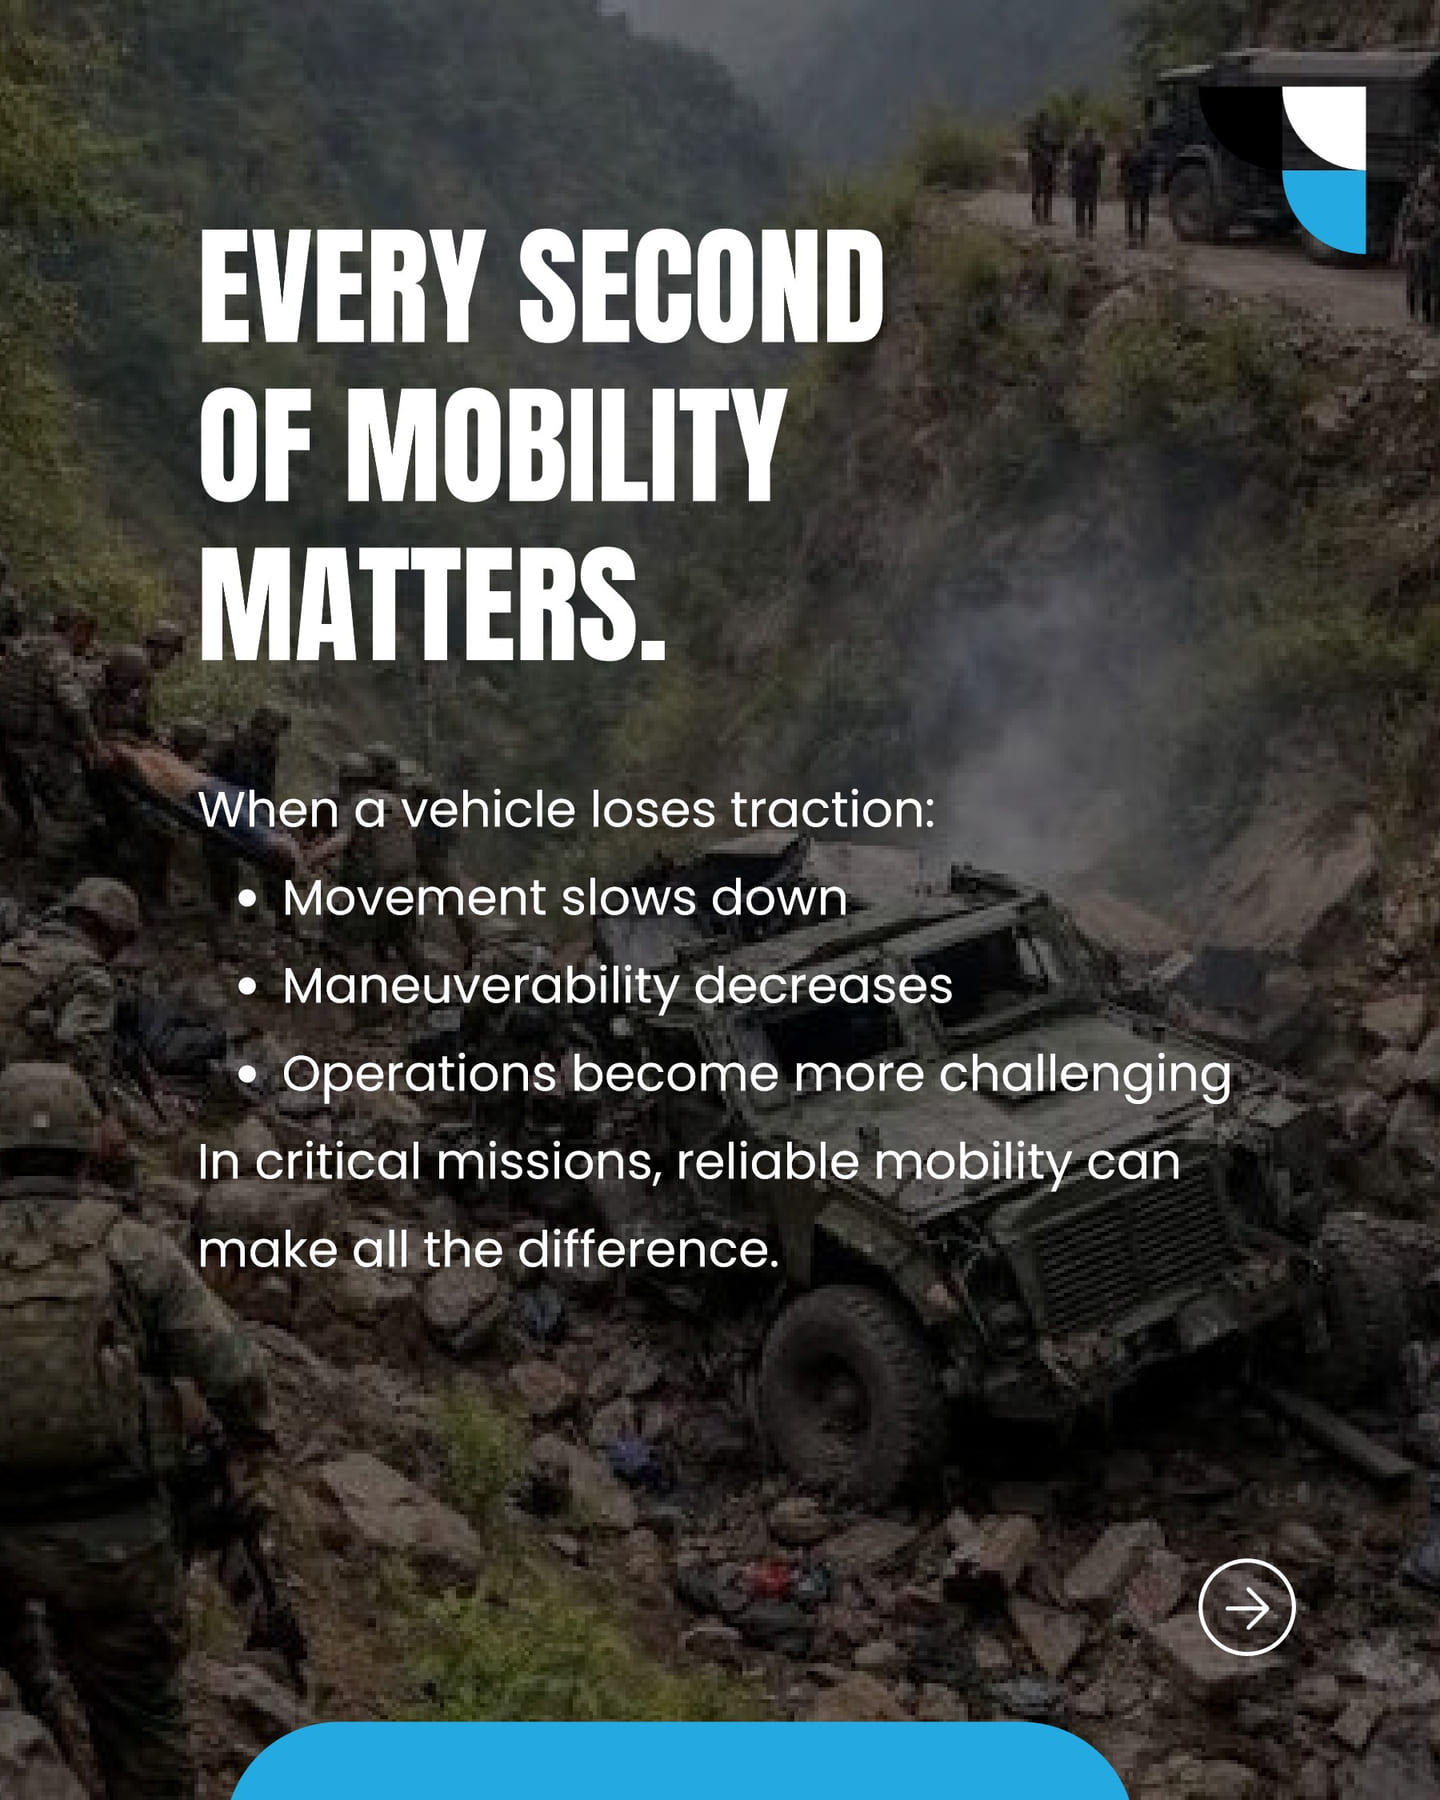 EVERY SECOND
OF MOBILITY
MATTERS.
When a vehicle loses traction:
• Movement slows down
• Maneuverability decreases
• Operations become more challenging
In critical missions, reliable mobility can
make all the difference.